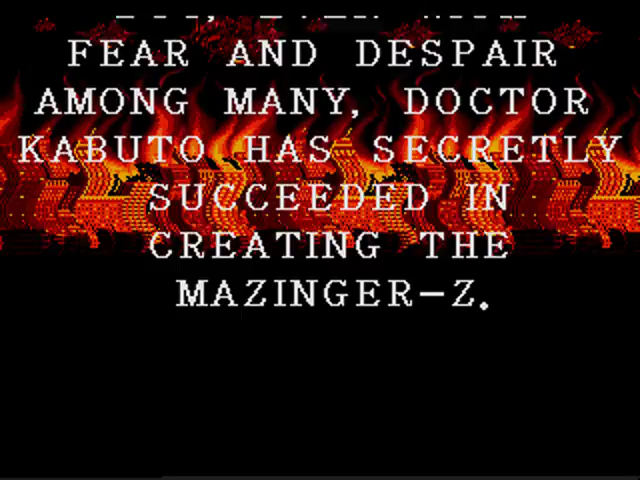 FEAR AND DESPAIR
AMONG MANY, DOCTOR
KABUTO HAS SECRETLY
SUCCEEDED IN
CREATING THE
MAZINGER-Z.